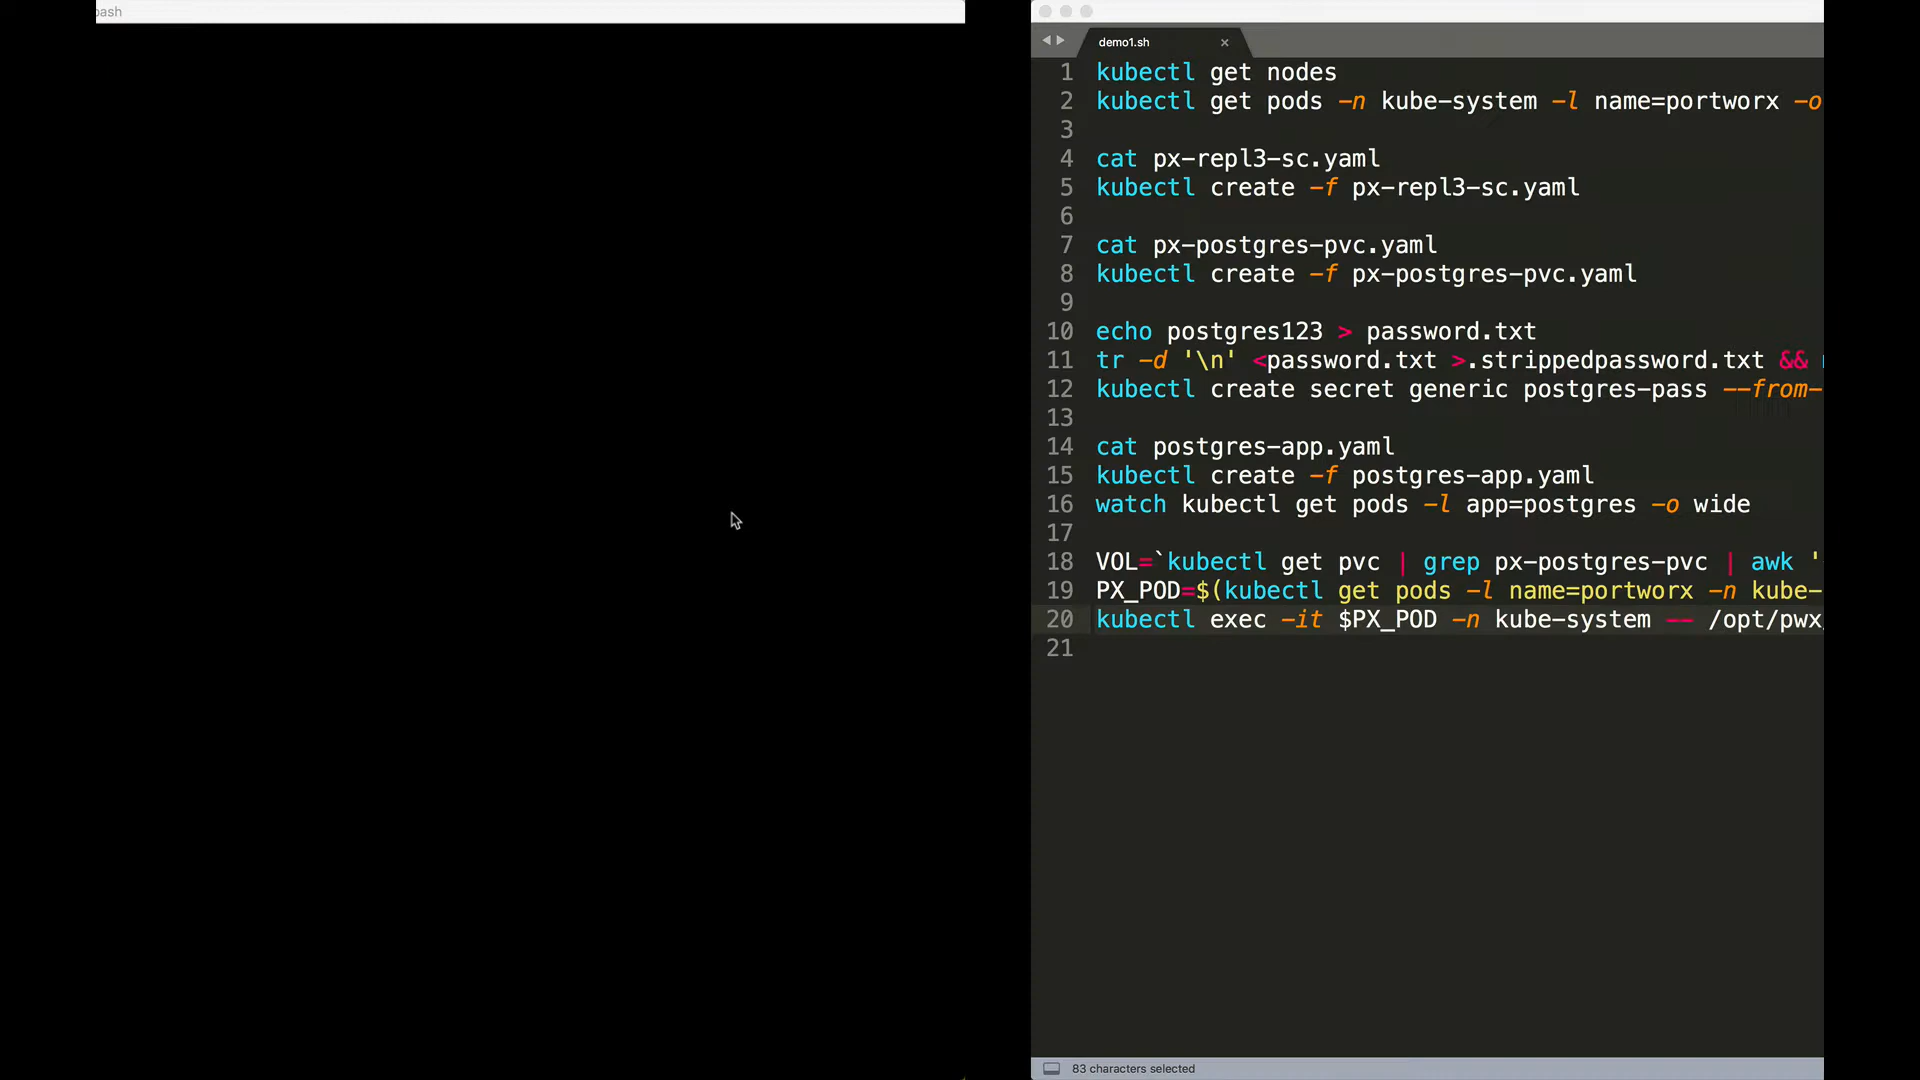 bash
demo1.sh
1 kubectl get nodes
2 kubectl get pods -n kube-system -l name=portworx -o
3
4 cat px-repl3-sc.yaml
5 kubectl create -f px-repl3-sc.yaml
6
7 cat px-postgres-pvc.yaml
8 kubectl create -f px-postgres-pvc.yaml
9
10 echo postgres123 > password.txt
11 tr -d '\n' <password.txt >.strippedpassword.txt &&
12 kubectl create secret generic postgres-pass --from-
13
14 cat postgres-app.yaml
15 kubectl create -f postgres-app.yaml
16 watch kubectl get pods -l app=postgres -o wide
17
18 VOL=`kubectl get pvc | grep px-postgres-pvc | awk '
19 PX_POD=$(kubectl get pods -l name=portworx -n kube-
20 kubectl exec -it $PX_POD -n kube-system -- /opt/pwx
21
83 characters selected